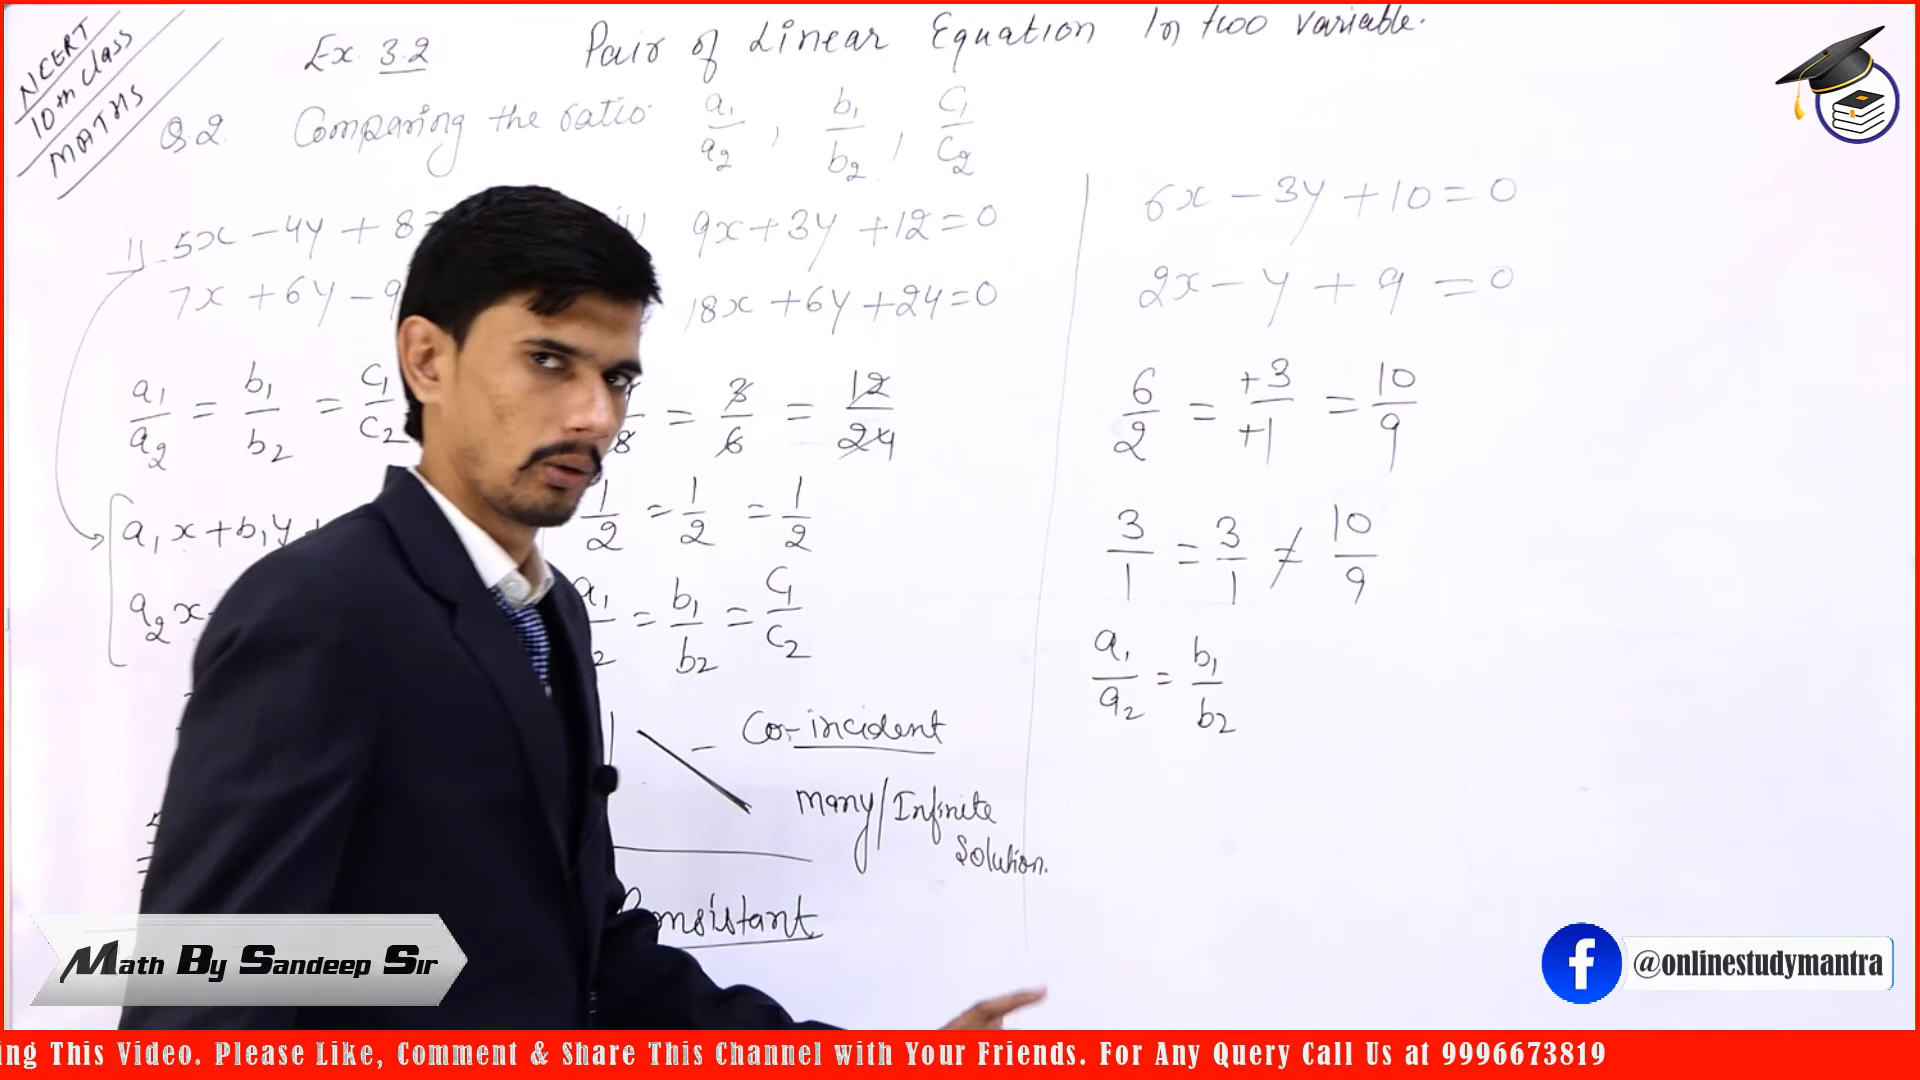 NCERT
10th class
MATHS
Ex. 3.2 Pair of Linear Equation In two variable.
Q.2. Comparing the ratio a₁/a₂ , b₁/b₂ , c₁/c₂
5x - 4y + 8 =
7x + 6y - 9
a₁/a₂ = b₁/b₂ = c₁/c₂
a₁x + b₁y +
a₂x
9x + 3y + 12 = 0
18x + 6y + 24 = 0
= 3/6 = 12/24
1/2 = 1/2 = 1/2
a₁/a₂ = b₁/b₂ = c₁/c₂
Co-incident
many/Infinite
Solution.
Consistant
6x - 3y + 10 = 0
2x - y + 9 = 0
6/2 = +3/+1 = 10/9
3/1 = 3/1 ≠ 10/9
a₁/a₂ = b₁/b₂
Math By Sandeep Sir
@onlinestudymantra
ing This Video. Please Like, Comment & Share This Channel with Your Friends. For Any Query Call Us at 9996673819